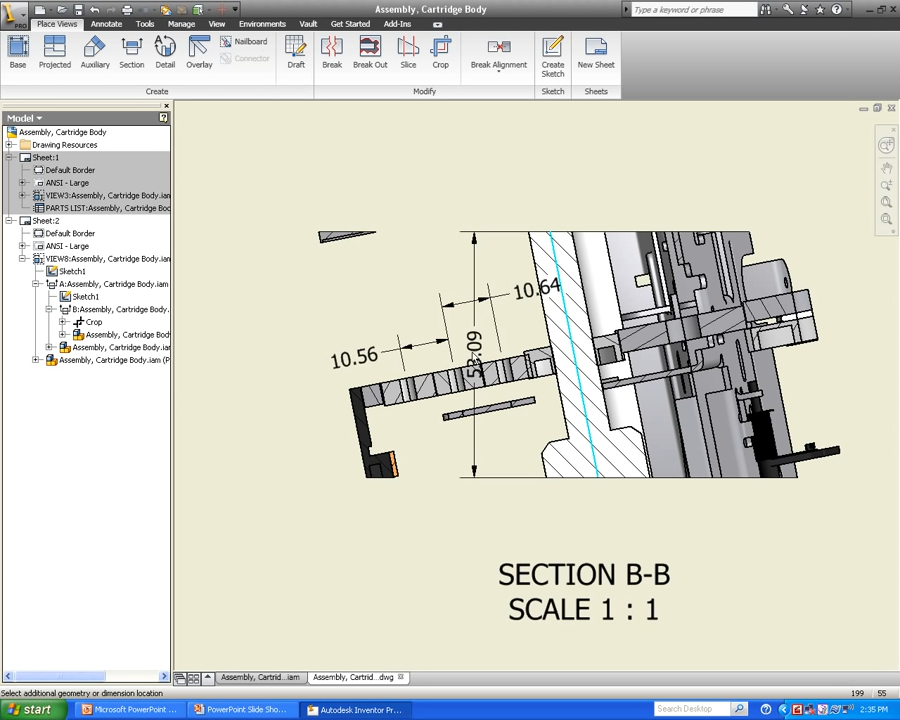 Assembly, Cartridge Body
Type a keyword or phrase
PRO
Place Views Annotate Tools Manage View Environments Vault Get Started Add-Ins
Base Projected Auxiliary Section Detail Overlay Nailboard Connector Draft Break Break Out Slice Crop Break Alignment Create Sketch New Sheet
Create Modify Sketch Sheets
Model
Assembly, Cartridge Body
Drawing Resources
Sheet:1
Default Border
ANSI - Large
VIEW3:Assembly, Cartridge Body.iam
PARTS LIST:Assembly, Cartridge Bod
Sheet:2
Default Border
ANSI - Large
VIEW8:Assembly, Cartridge Body.iam
Sketch1
A:Assembly, Cartridge Body.iam
Sketch1
B:Assembly, Cartridge Body.
Crop
Assembly, Cartridge Bod
Assembly, Cartridge Body.iam
Assembly, Cartridge Body.iam (P
10.64
10.56
SECTION B-B
SCALE 1 : 1
Assembly, Cartrid...iam
Assembly, Cartrid...dwg
Select additional geometry or dimension location
199 55
start
Microsoft PowerPoint ...
PowerPoint Slide Sho...
Autodesk Inventor Pr...
Search Desktop
2:35 PM